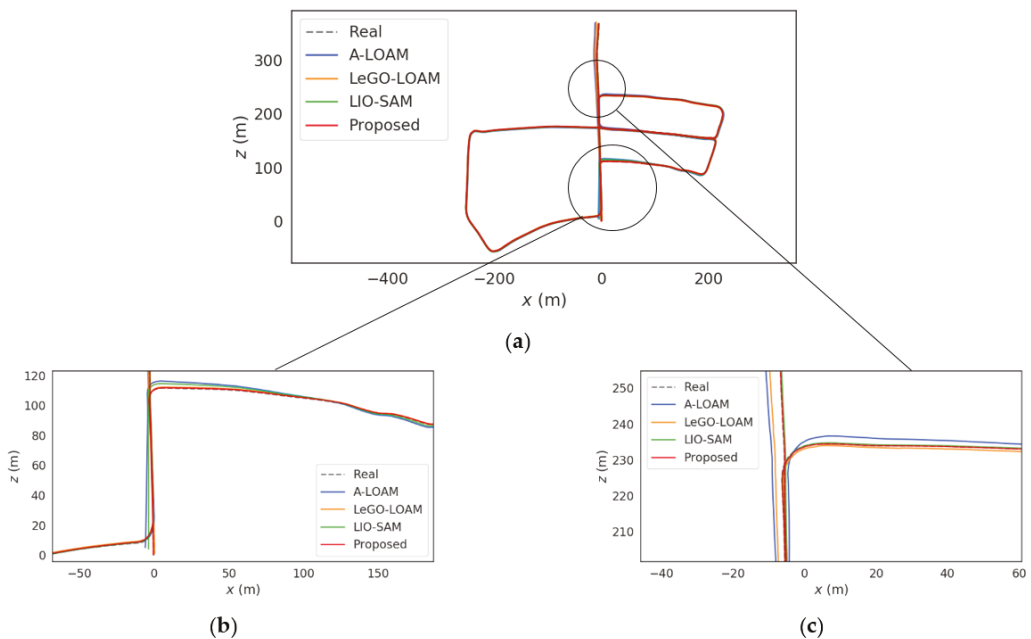 Real
A-LOAM
LeGO-LOAM
LIO-SAM
Proposed
300
200
100
0
z (m)
−400
−200
0
200
x (m)
(a)
120
100
80
60
40
20
0
z (m)
Real
A-LOAM
LeGO-LOAM
LIO-SAM
Proposed
−50
0
50
100
150
x (m)
(b)
250
240
230
220
210
z (m)
Real
A-LOAM
LeGO-LOAM
LIO-SAM
Proposed
−40
−20
0
20
40
60
x (m)
(c)